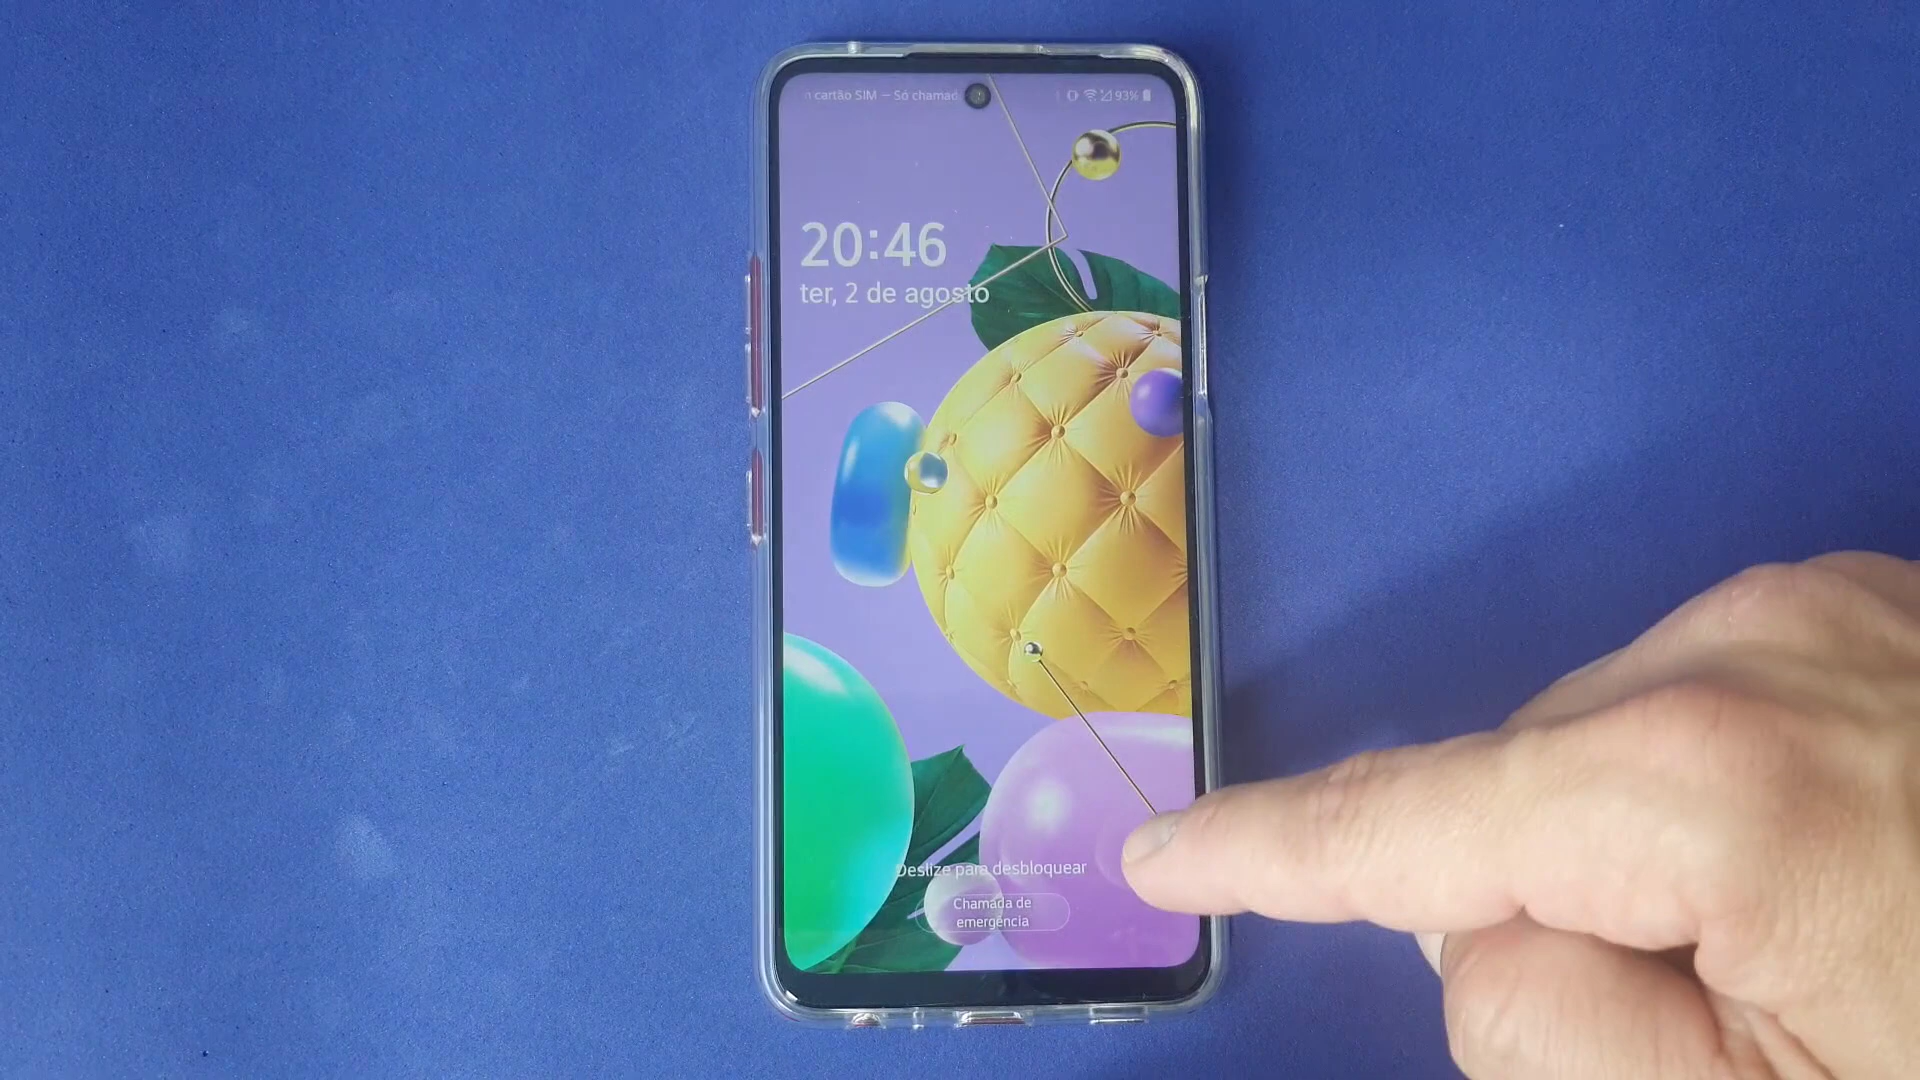 cartão SIM — Só chamad
93%
20:46
ter, 2 de agosto
Deslize para desbloquear
Chamada de
emergência